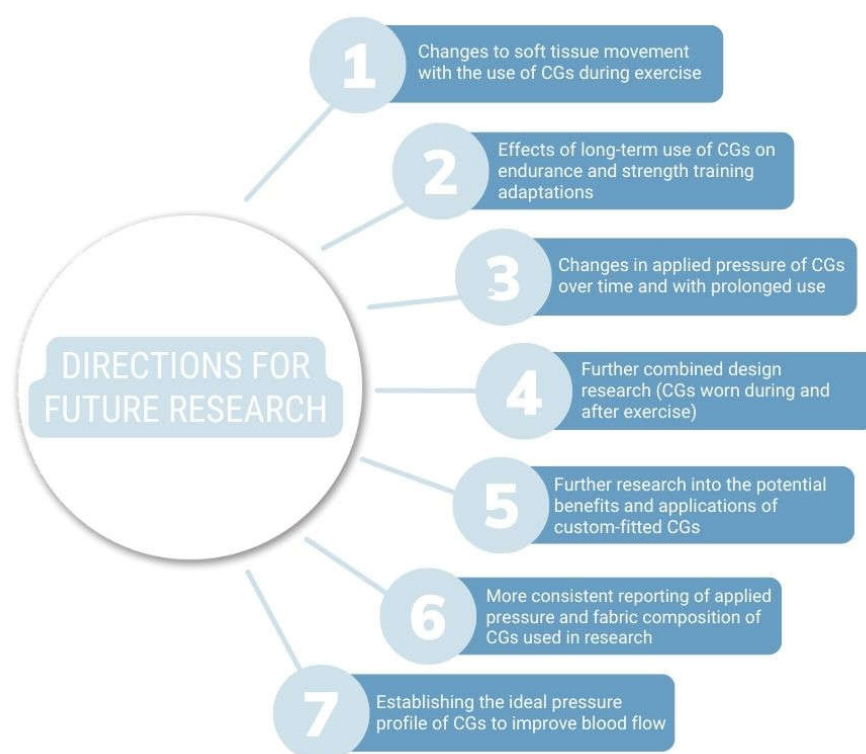 1
Changes to soft tissue movement
with the use of CGs during exercise
2
Effects of long-term use of CGs on
endurance and strength training
adaptations
3
Changes in applied pressure of CGs
over time and with prolonged use
DIRECTIONS FOR
FUTURE RESEARCH
4
Further combined design
research (CGs worn during and
after exercise)
5
Further research into the potential
benefits and applications of
custom-fitted CGs
6
More consistent reporting of applied
pressure and fabric composition of
CGs used in research
7
Establishing the ideal pressure
profile of CGs to improve blood flow